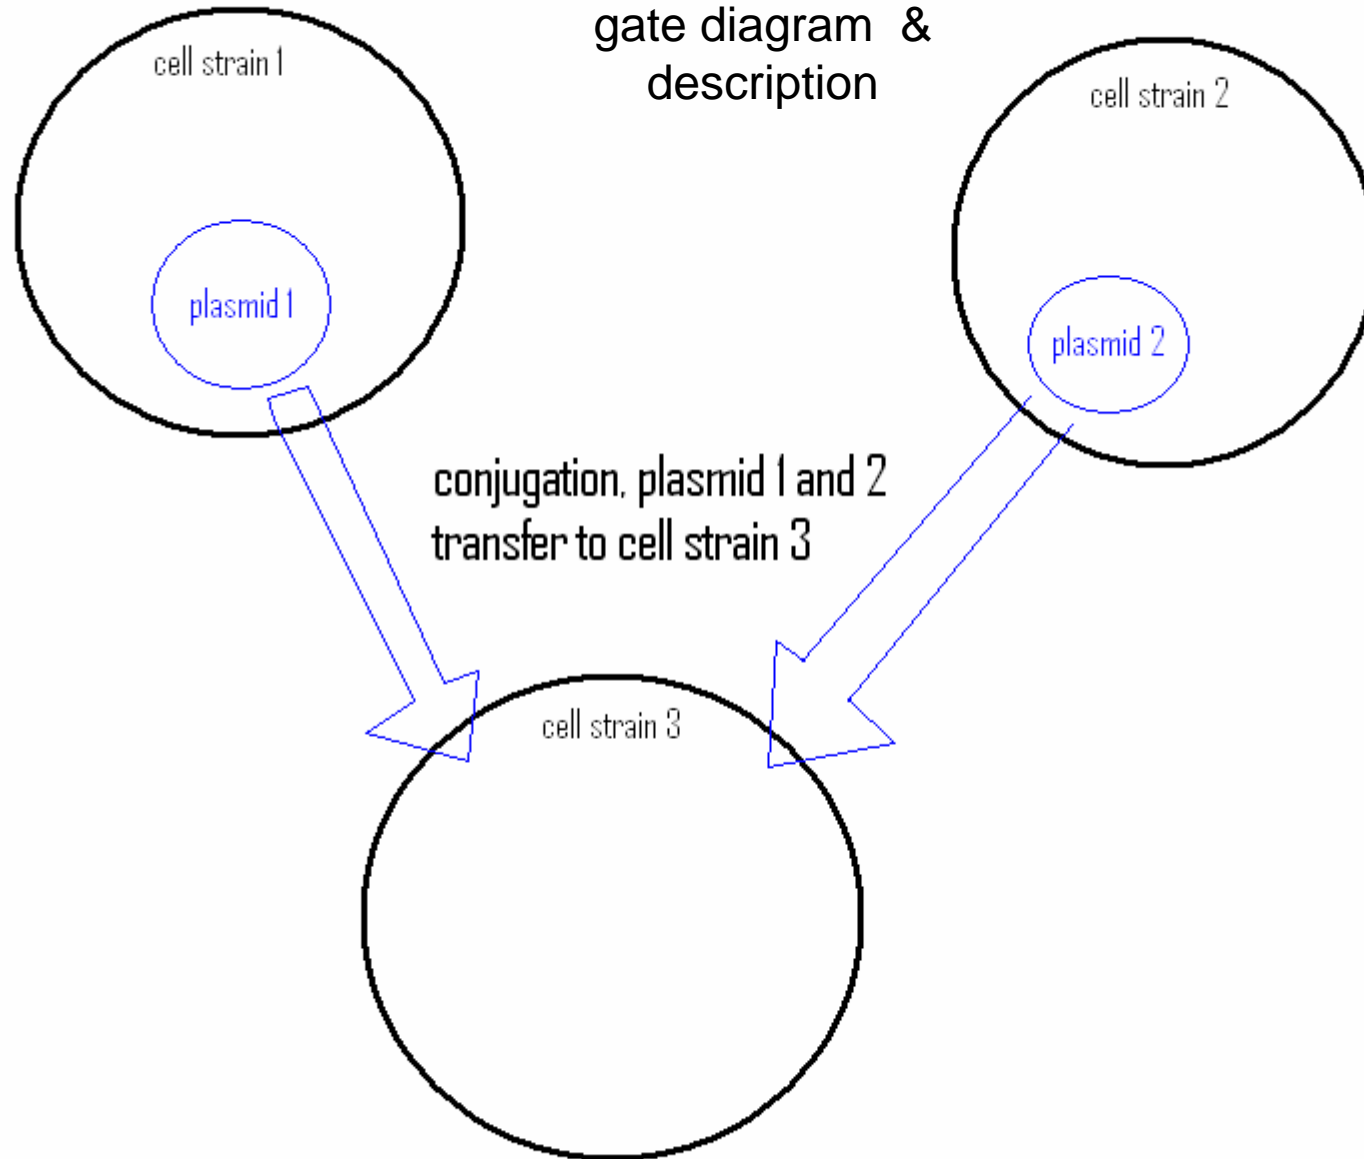 gate diagram &
description
cell strain 1
cell strain 2
plasmid 1
plasmid 2
conjugation, plasmid 1 and 2
transfer to cell strain 3
cell strain 3